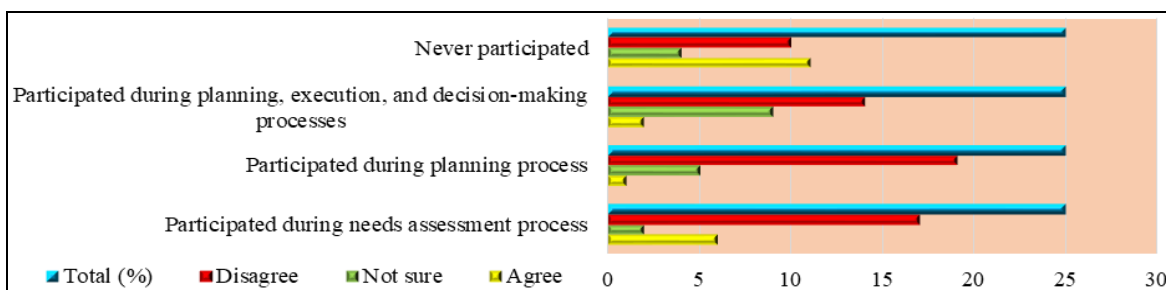 Never participated
Participated during planning, execution, and decision-making
processes
Participated during planning process
Participated during needs assessment process
Total (%) Disagree Not sure Agree
0 5 10 15 20 25 30